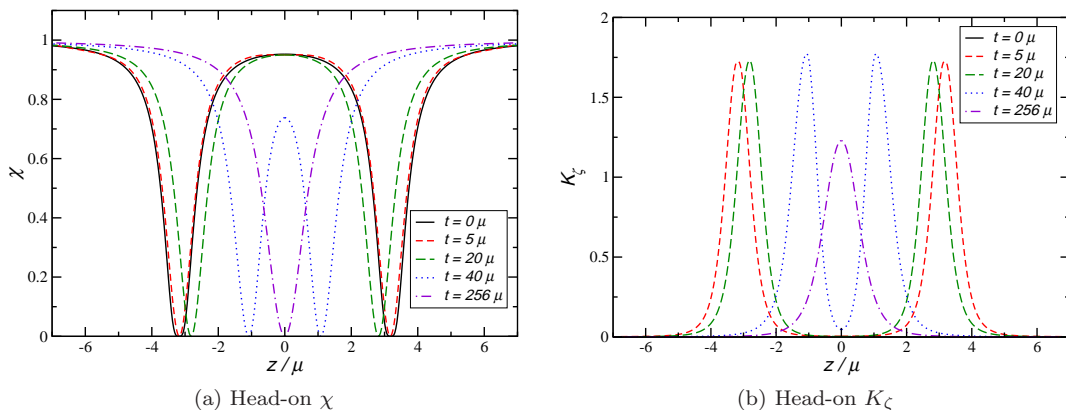 1
0.8
0.6
0.4
0.2
0
χ
-6 -4 -2 0 2 4 6
z / μ
t = 0 μ
t = 5 μ
t = 20 μ
t = 40 μ
t = 256 μ
(a) Head-on χ
2
1.5
1
0.5
0
K_ζ
-6 -4 -2 0 2 4 6
z / μ
t = 0 μ
t = 5 μ
t = 20 μ
t = 40 μ
t = 256 μ
(b) Head-on K_ζ